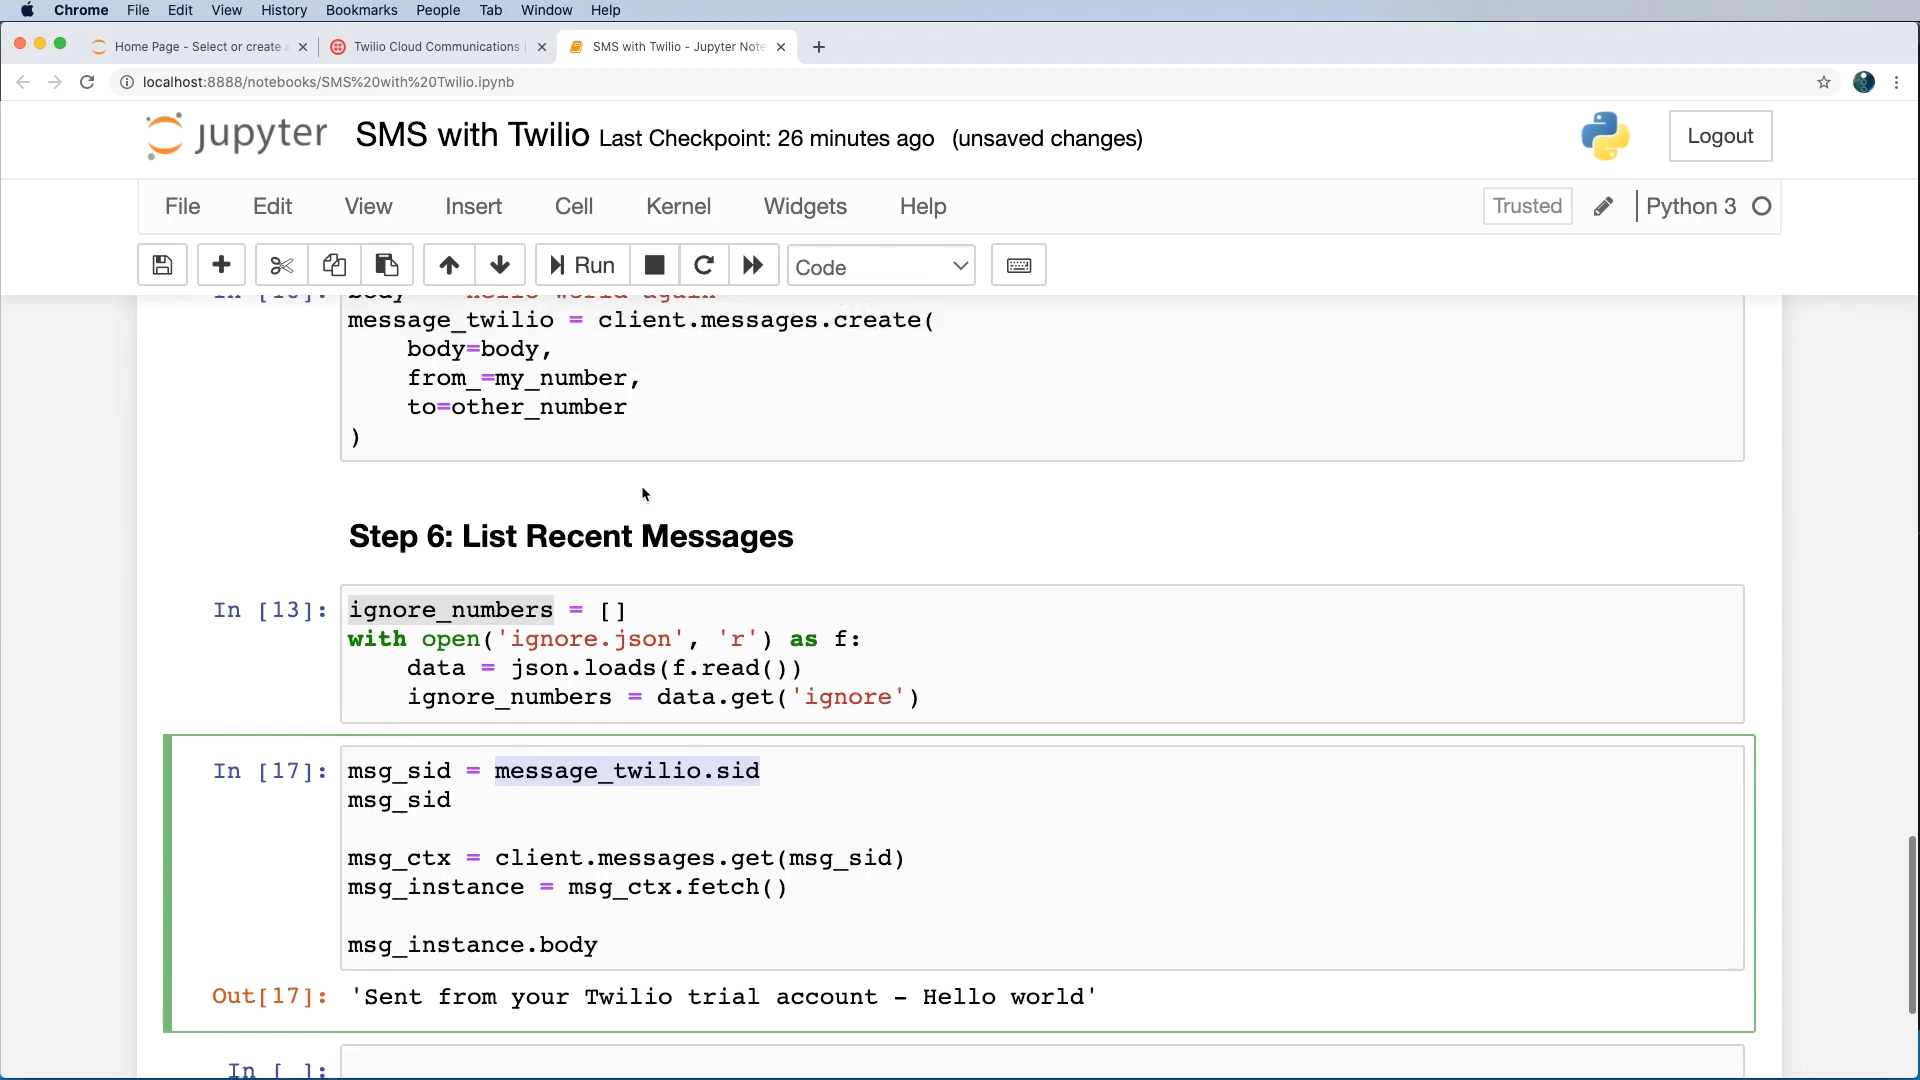 Chrome File Edit View History Bookmarks People Tab Window Help
Home Page - Select or create a
Twilio Cloud Communications
SMS with Twilio - Jupyter Note
localhost:8888/notebooks/SMS%20with%20Twilio.ipynb
jupyter SMS with Twilio Last Checkpoint: 26 minutes ago (unsaved changes)
Logout
File Edit View Insert Cell Kernel Widgets Help
Trusted
Python 3
Run
Code
message_twilio = client.messages.create(
body=body,
from_=my_number,
to=other_number
)
Step 6: List Recent Messages
In [13]: ignore_numbers = []
with open('ignore.json', 'r') as f:
data = json.loads(f.read())
ignore_numbers = data.get('ignore')
In [17]: msg_sid = message_twilio.sid
msg_sid
msg_ctx = client.messages.get(msg_sid)
msg_instance = msg_ctx.fetch()
msg_instance.body
Out[17]: 'Sent from your Twilio trial account - Hello world'
In [ ]: